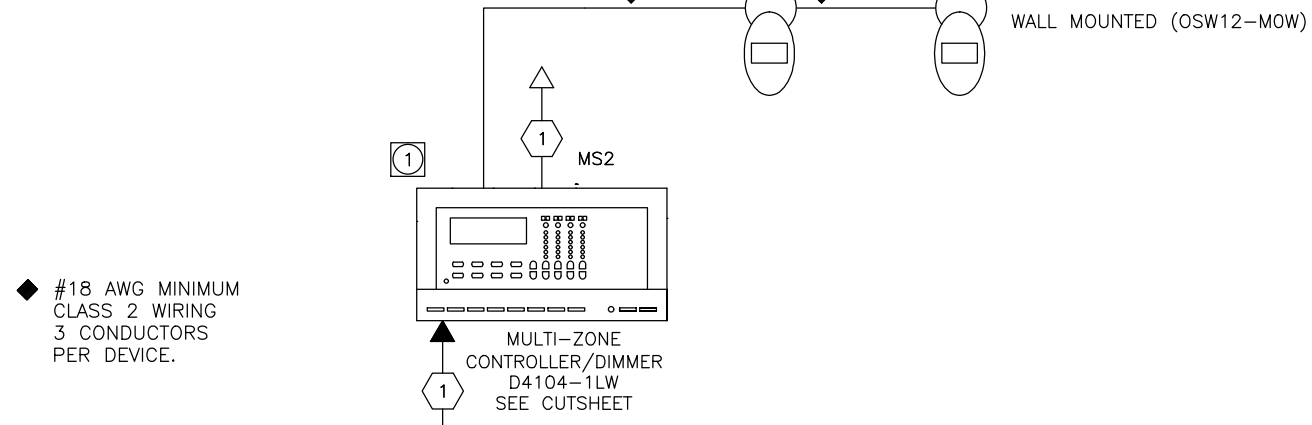 WALL MOUNTED (OSW12-MOW)
1
1
MS2
#18 AWG MINIMUM
CLASS 2 WIRING
3 CONDUCTORS
PER DEVICE.
MULTI-ZONE
CONTROLLER/DIMMER
D4104-1LW
SEE CUTSHEET
1